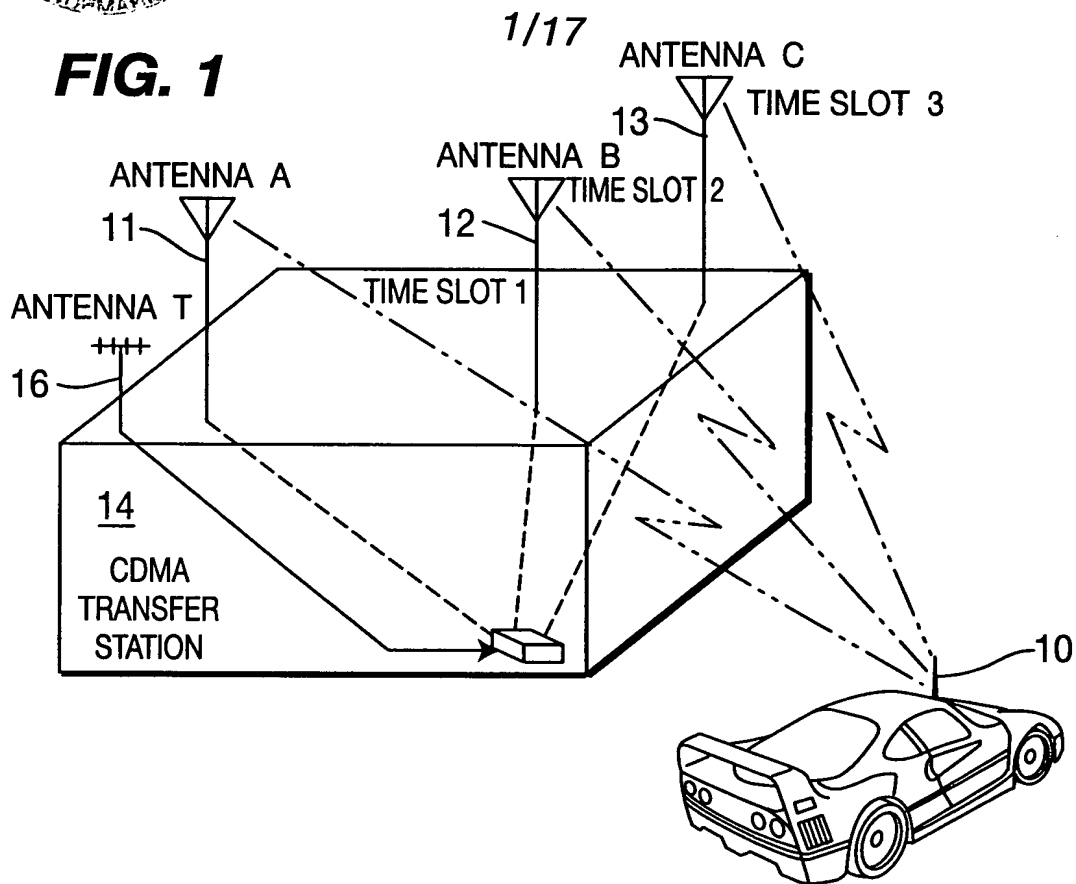 1/17
FIG. 1
ANTENNA C
TIME SLOT 3
13
ANTENNA B
TIME SLOT 2
12
ANTENNA A
11
TIME SLOT 1
ANTENNA T
16
14
CDMA
TRANSFER
STATION
10